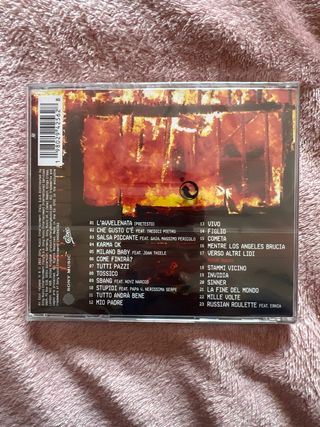 01 L'AVVELENATA (PRETESTO)
02 CHE GUSTO C'È FEAT. TREDICI PIETRO
03 SALSA PICCANTE FEAT. GAIA, MASSIMO PERICOLO
04 KARMA OK
05 MILANO BABY FEAT. JOAN THIELE
06 COME FINIRÀ?
07 TUTTI PAZZI
08 TOSSICO
09 SBANG FEAT. NOYZ NARCOS
10 STUPIDI FEAT. PAPA V, NERISSIMA SERPE
11 TUTTO ANDRÀ BENE
12 MIO PADRE
13 VIVO
14 FIGLIO
15 COMETA
16 MENTRE LOS ANGELES BRUCIA
17 VERSO ALTRI LIDI
18 STAMMI VICINO
19 INVIDIA
20 SINNER
21 LA FINE DEL MONDO
22 MILLE VOLTE
23 RUSSIAN ROULETTE FEAT. ERNIA
SONY MUSIC